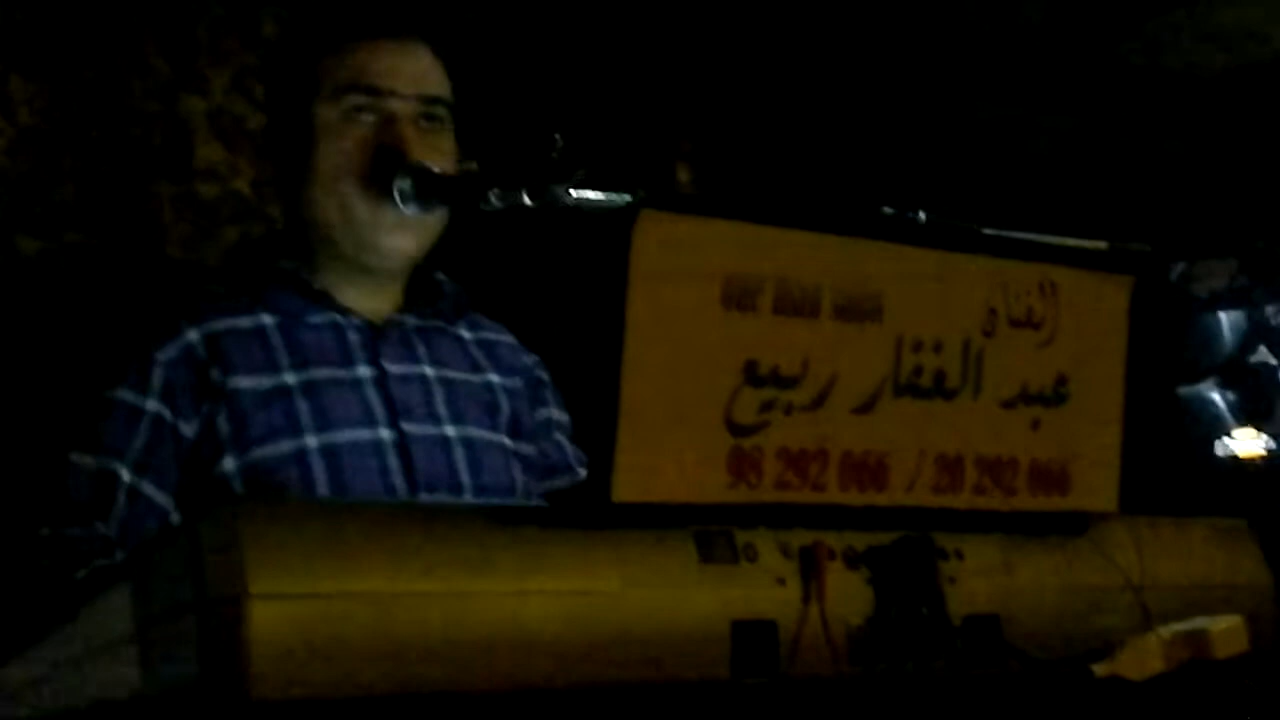 الفنان
عبد الغفار ربيع
98 292 066 / 20 292 066